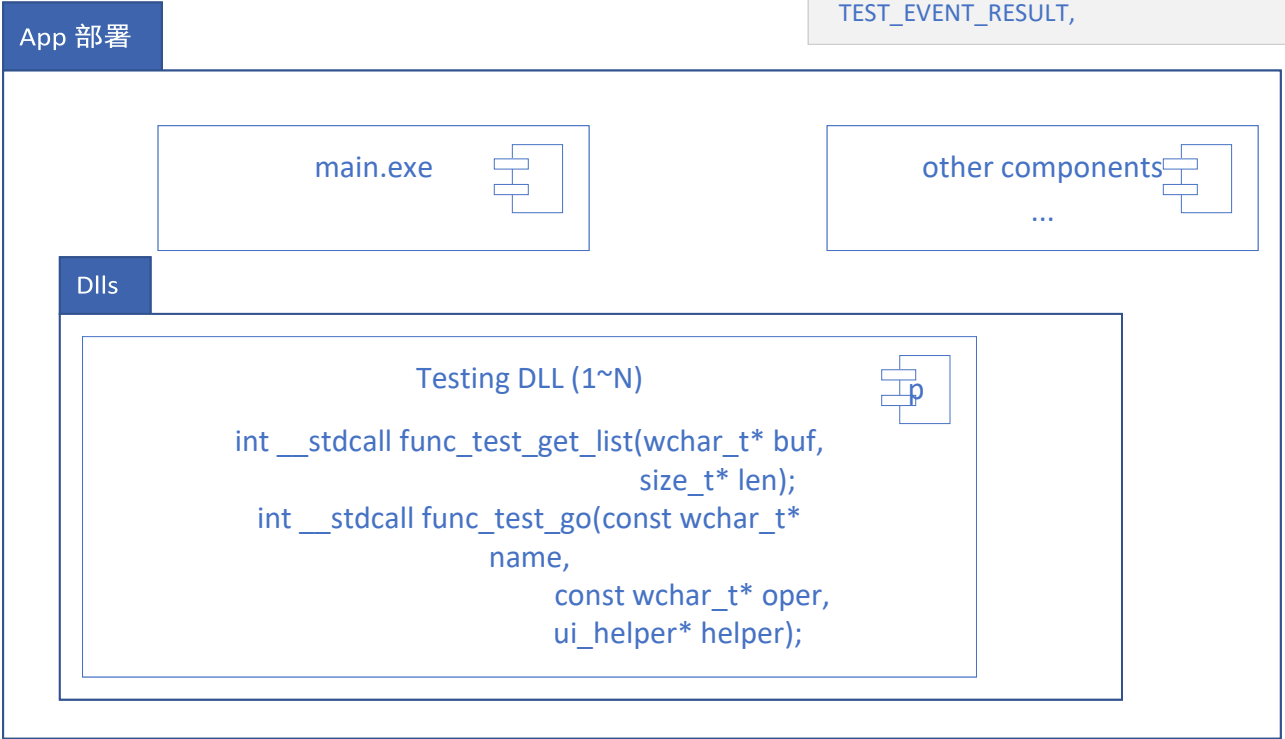 TEST_EVENT_RESULT,
App 部署
main.exe
other components
...
Dlls
Testing DLL (1~N)
p
int __stdcall func_test_get_list(wchar_t* buf,
size_t* len);
int __stdcall func_test_go(const wchar_t*
name,
const wchar_t* oper,
ui_helper* helper);